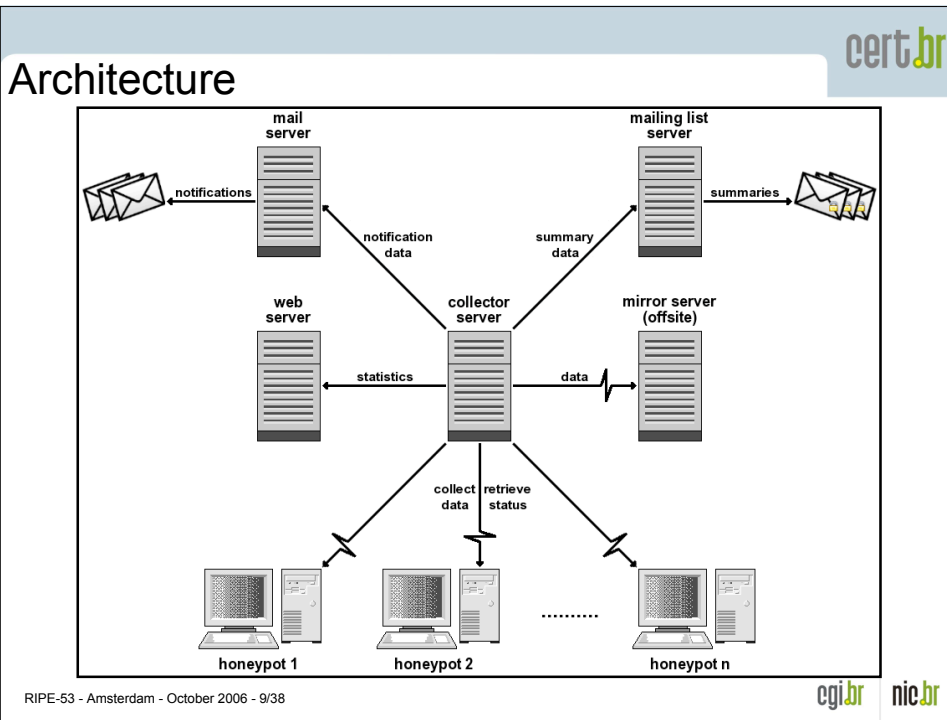 cert.br
Architecture
mail
server
mailing list
server
notifications
summaries
notification
data
summary
data
web
server
collector
server
mirror server
(offsite)
statistics
data
collect
data
retrieve
status
..........
honeypot 1
honeypot 2
honeypot n
RIPE-53 - Amsterdam - October 2006 - 9/38
cgi.br
nic.br